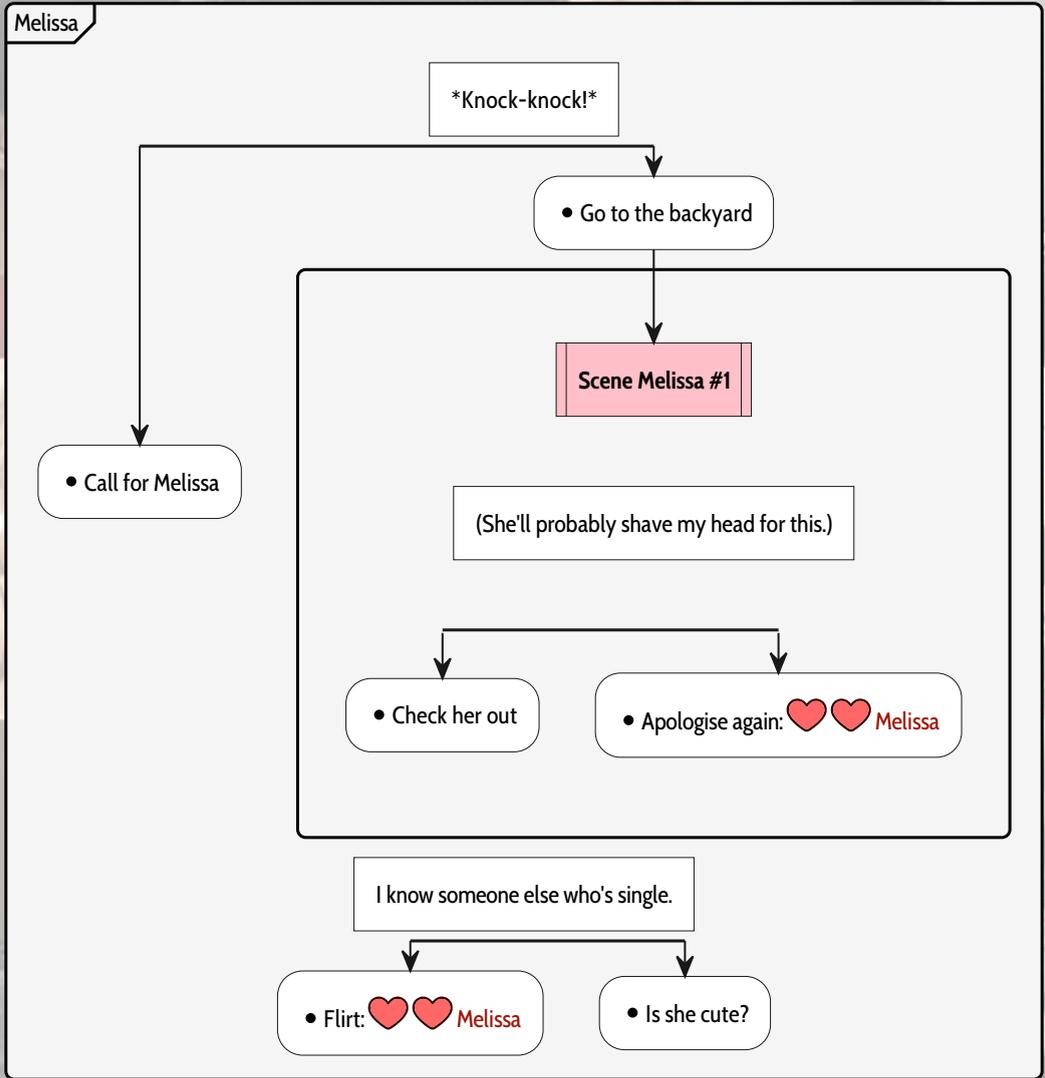 Melissa
*Knock-knock!*
• Go to the backyard
Scene Melissa #1
• Call for Melissa
(She'll probably shave my head for this.)
• Check her out
• Apologise again: Melissa
I know someone else who's single.
• Flirt: Melissa
• Is she cute?